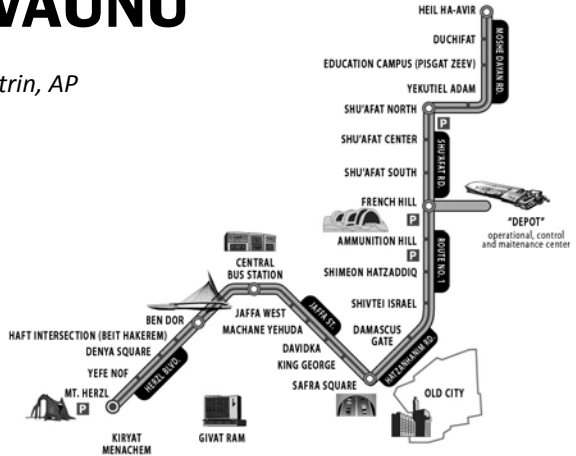 WAUNU
trin, AP
HEIL HA-AVIR
DUCHIFAT
EDUCATION CAMPUS (PISGAT ZEEV)
YEKUTIEL ADAM
MOSHE DAYAN RD.
SHU'AFAT NORTH
P
SHU'AFAT CENTER
SHU'AFAT RD.
SHU'AFAT SOUTH
FRENCH HILL
P
"DEPOT"
operational, control
and maitenance center
AMMUNITION HILL
P
ROUTE NO. 1
SHIMEON HATZADDIQ
SHIVTEI ISRAEL
DAMASCUS
GATE
HATZANHANIM RD.
CENTRAL
BUS STATION
JAFFA WEST
JAFFA ST.
MACHANE YEHUDA
DAVIDKA
KING GEORGE
SAFRA SQUARE
OLD CITY
BEN DOR
HAFT INTERSECTION (BEIT HAKEREM)
DENYA SQUARE
YEFE NOF
HERZL BLVD.
MT. HERZL
P
KIRYAT
MENACHEM
GIVAT RAM